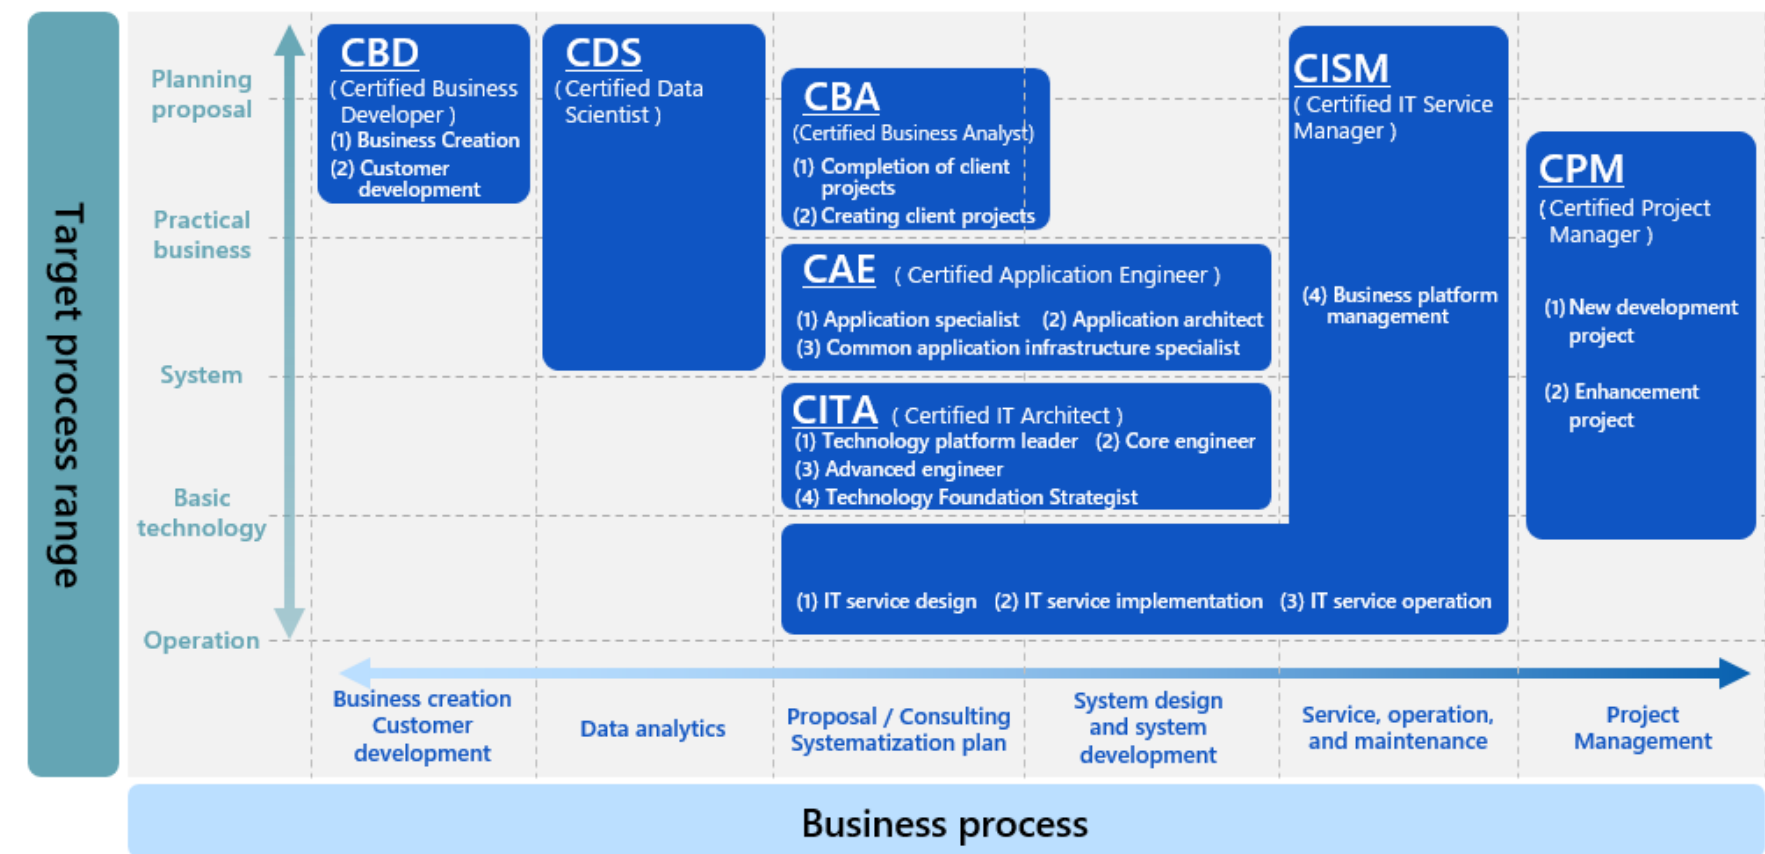 Target process range
Planning
proposal
Practical
business
System
Basic
technology
Operation
CBD
( Certified Business
Developer )
(1) Business Creation
(2) Customer
development
CDS
( Certified Data
Scientist )
CBA
(Certified Business Analyst)
(1) Completion of client
projects
(2) Creating client projects
CAE ( Certified Application Engineer )
(1) Application specialist (2) Application architect
(3) Common application infrastructure specialist
CITA ( Certified IT Architect )
(1) Technology platform leader (2) Core engineer
(3) Advanced engineer
(4) Technology Foundation Strategist
CISM
( Certified IT Service
Manager )
(4) Business platform
management
(1) IT service design (2) IT service implementation (3) IT service operation
CPM
( Certified Project
Manager )
(1) New development
project
(2) Enhancement
project
Business creation
Customer
development
Data analytics
Proposal / Consulting
Systematization plan
System design
and system
development
Service, operation,
and maintenance
Project
Management
Business process